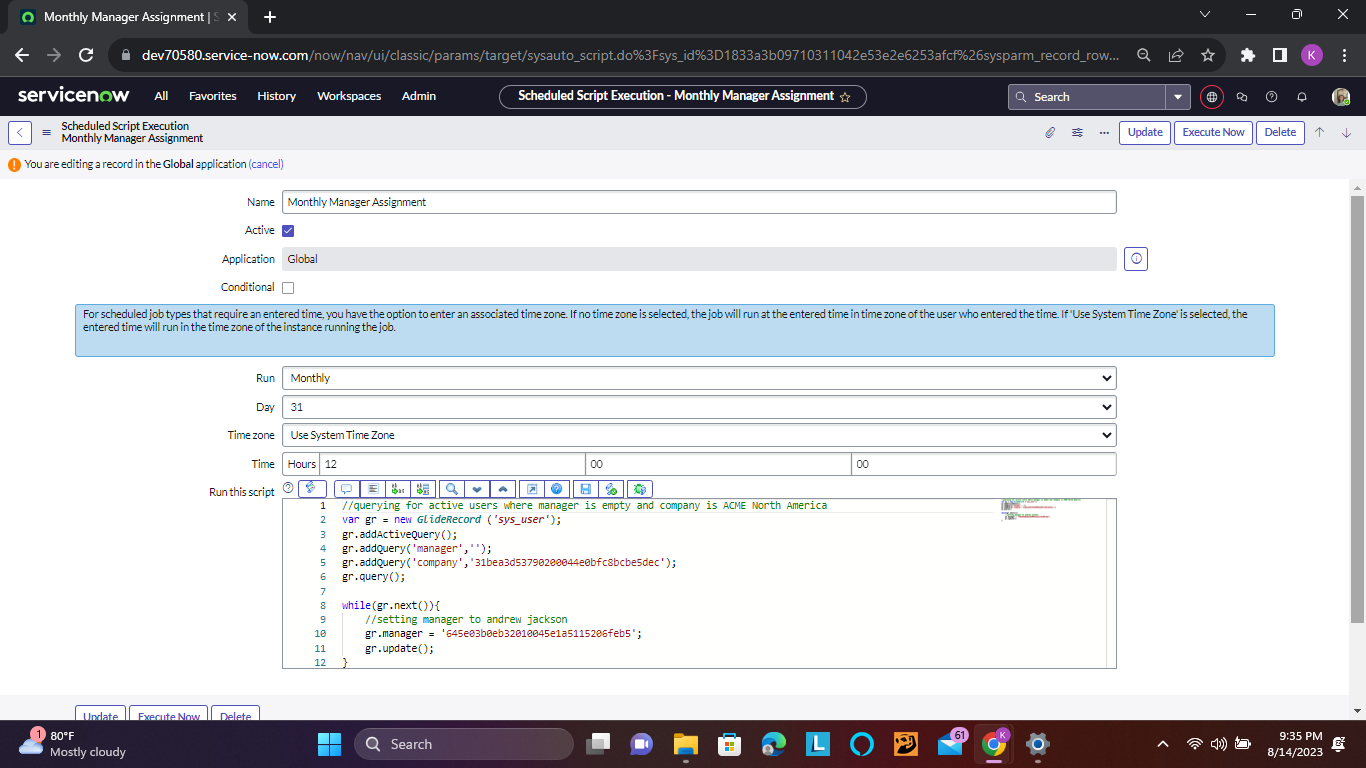 Monthly Manager Assignment | S
dev70580.service-now.com/now/nav/ui/classic/params/target/sysauto_script.do%3Fsys_id%3D1833a3b09710311042e53e2e6253afcf%26sysparm_record_row...
K
servicenow
All
Favorites
History
Workspaces
Admin
Scheduled Script Execution - Monthly Manager Assignment
Search
Scheduled Script Execution
Monthly Manager Assignment
Update
Execute Now
Delete
You are editing a record in the Global application (cancel)
Name
Monthly Manager Assignment
Active
Application
Global
Conditional
For scheduled job types that require an entered time, you have the option to enter an associated time zone. If no time zone is selected, the job will run at the entered time in time zone of the user who entered the time. If 'Use System Time Zone' is selected, the
entered time will run in the time zone of the instance running the job.
Run
Monthly
Day
31
Time zone
Use System Time Zone
Time
Hours
12
00
00
Run this script
1 //querying for active users where manager is empty and company is ACME North America
2 var gr = new GlideRecord ('sys_user');
3 gr.addActiveQuery();
4 gr.addQuery('manager','');
5 gr.addQuery('company','31bea3d53790200044e0bfc8bcbe5dec');
6 gr.query();
7
8 while(gr.next()){
9 //setting manager to andrew jackson
10 gr.manager = '645e03b0eb32010045e1a5115206feb5';
11 gr.update();
12 }
Update
Execute Now
Delete
1
80°F
Mostly cloudy
Search
L
61
K
9:35 PM
8/14/2023